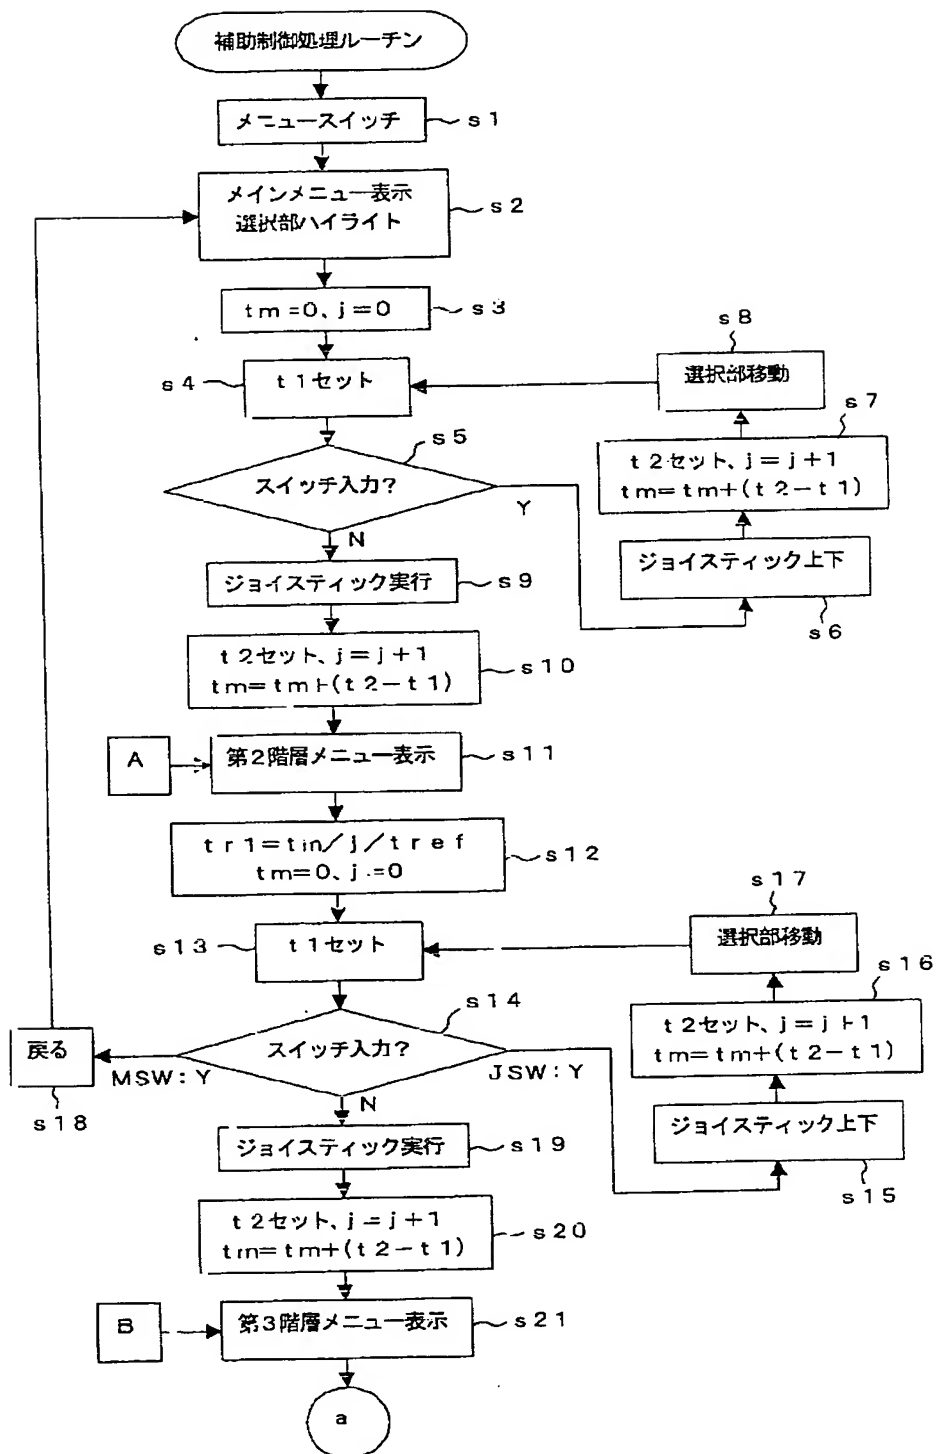 補助制御処理ルーチン
メニュースイッチ
s1
メインメニュー表示
選択部ハイライト
s2
tm=0、j=0
s3
s8
選択部移動
s4
t1セット
s7
t2セット、j=j+1
tm=tm+(t2-t1)
s5
スイッチ入力?
Y
N
ジョイスティック上下
s6
ジョイスティック実行
s9
t2セット、j=j+1
tm=tm+(t2-t1)
s10
A
第2階層メニュー表示
s11
tr1=tm/j/tref
tm=0、j=0
s12
s17
選択部移動
s13
t1セット
s16
t2セット、j=j+1
tm=tm+(t2-t1)
s14
スイッチ入力?
戻る
MSW:Y
JSW:Y
N
s18
ジョイスティック上下
s15
ジョイスティック実行
s19
t2セット、j=j+1
tm=tm+(t2-t1)
s20
B
第3階層メニュー表示
s21
a